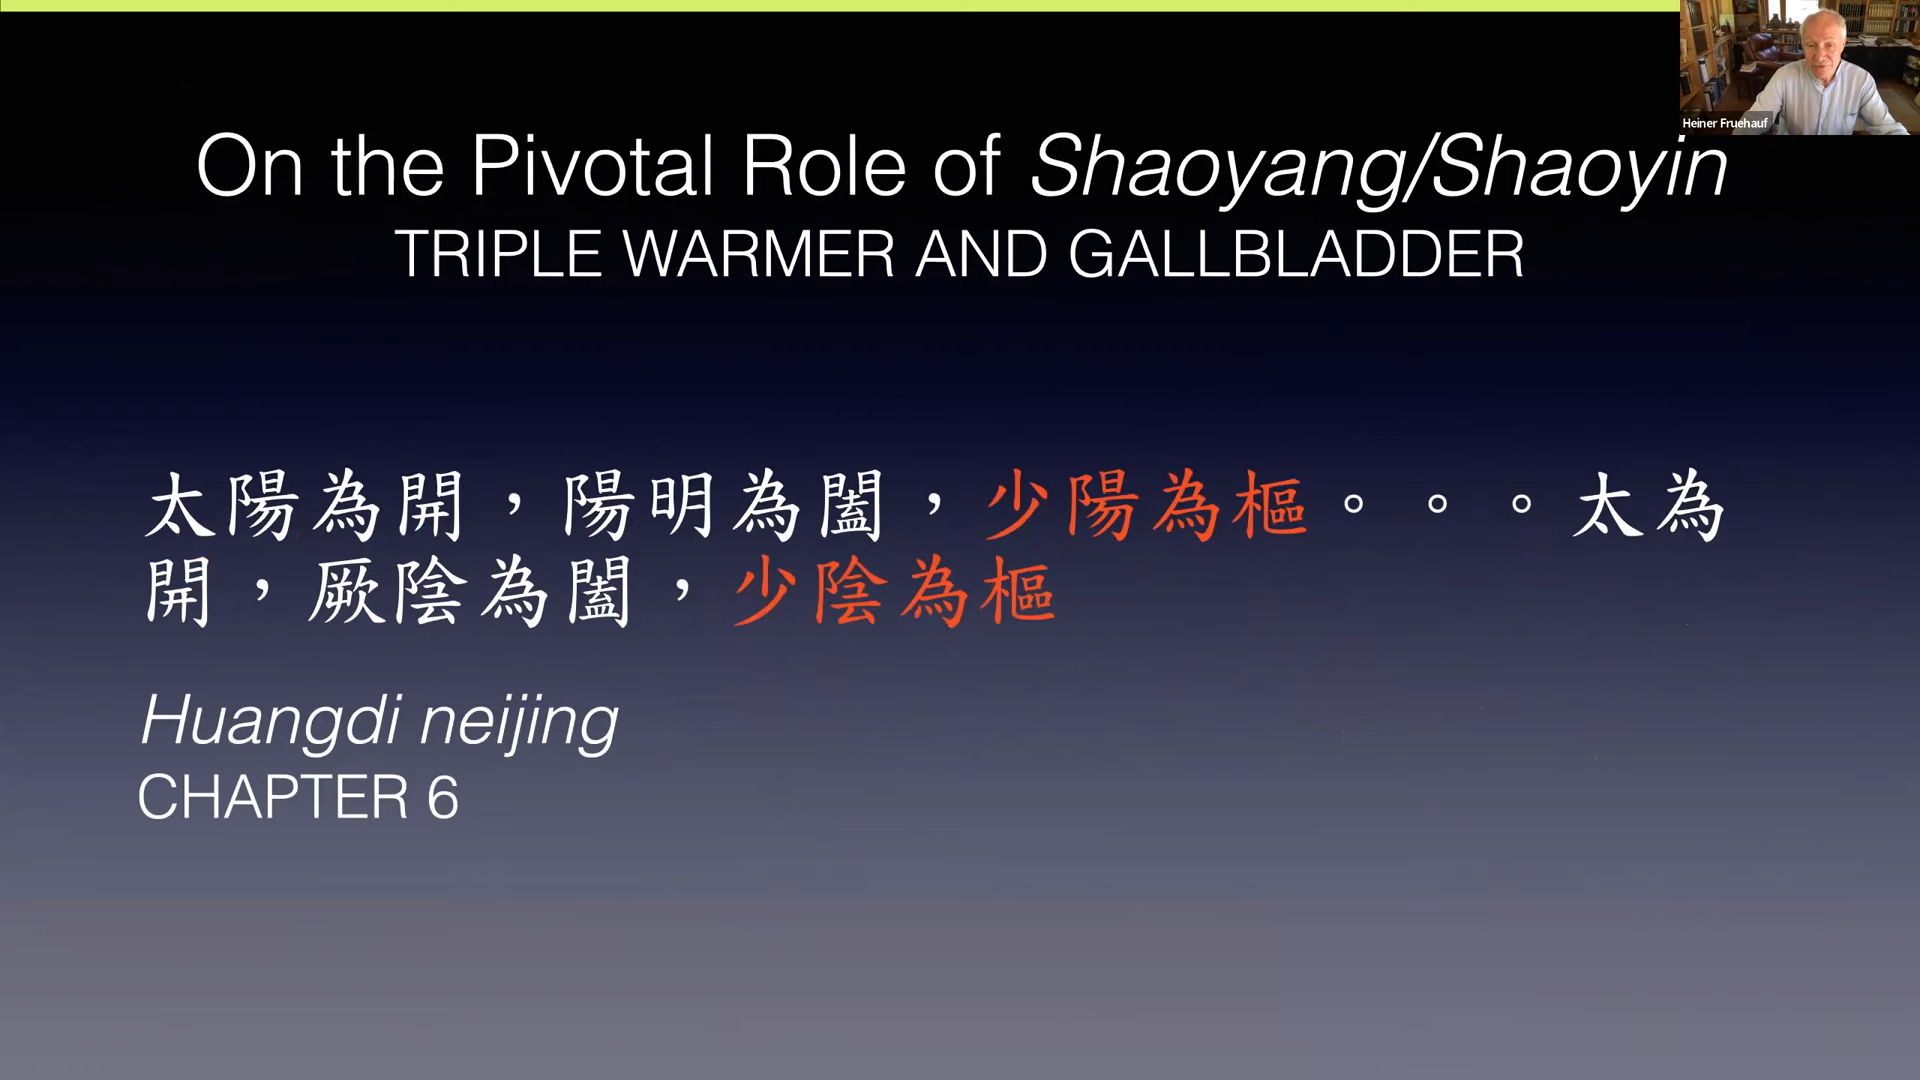 Heiner Fruehauf
On the Pivotal Role of Shaoyang/Shaoyin
TRIPLE WARMER AND GALLBLADDER
太陽為開，陽明為闔，少陽為樞。。。太為
開，厥陰為闔，少陰為樞
Huangdi neijing
CHAPTER 6